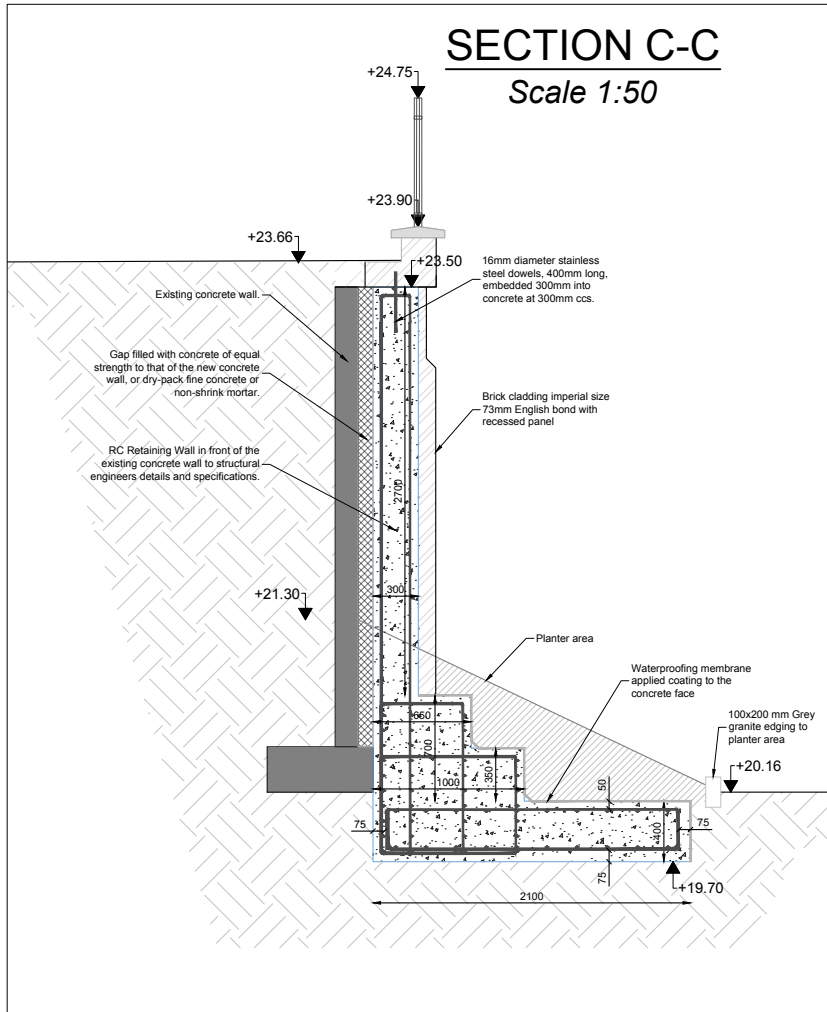 SECTION C-C
Scale 1:50
+24.75
+23.90
+23.66
+23.50
16mm diameter stainless
steel dowels, 400mm long,
embedded 300mm into
concrete at 300mm ccs.
Existing concrete wall.
Gap filled with concrete of equal
strength to that of the new concrete
wall, or dry-pack fine concrete or
non-shrink mortar.
Brick cladding imperial size
73mm English bond with
recessed panel
RC Retaining Wall in front of the
existing concrete wall to structural
engineers details and specifications.
2700
300
+21.30
Planter area
Waterproofing membrane
applied coating to the
concrete face
100x200 mm Grey
granite edging to
planter area
650
700
350
1000
+20.16
50
75
400
75
75
+19.70
2100